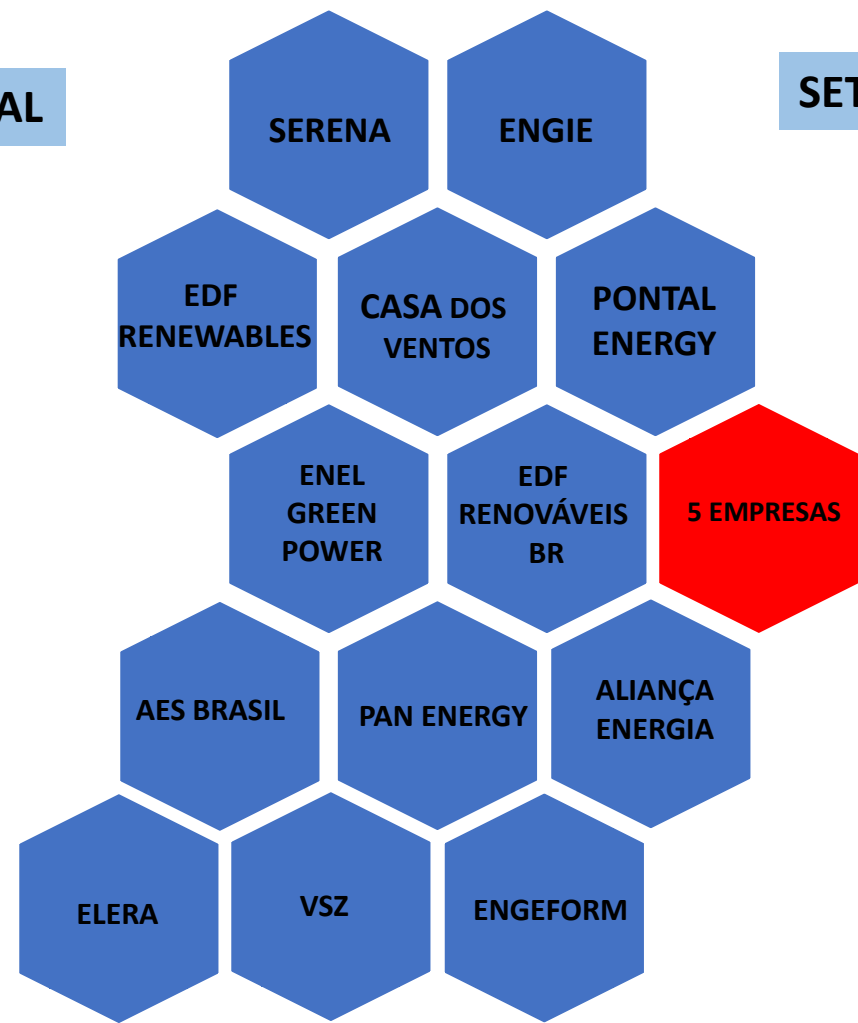 AL
SET
SERENA
ENGIE
EDF
RENEWABLES
CASA DOS
VENTOS
PONTAL
ENERGY
ENEL
GREEN
POWER
EDF
RENOVÁVEIS
BR
5 EMPRESAS
AES BRASIL
PAN ENERGY
ALIANÇA
ENERGIA
ELERA
VSZ
ENGEFORM